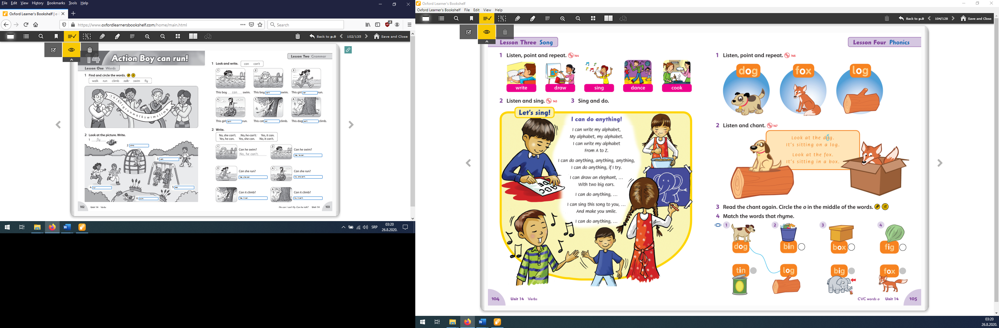 File Edit View History Bookmarks Tools Help
Oxford Learner's Bookshelf | e-
https://www.oxfordlearnersbookshelf.com/home/main.html
Search
4
Back to p.0
102/135
Save and Close
14 Action Boy can run!
Lesson One Words
1 Find and circle the words.
walk run climb talk swim fly
talkflyrunwalkswimclimb
2 Look at the picture. Write.
1 fly
2 climb
3 walk
4 run
5 talk
6 swim
102 Unit 14 Verbs
Lesson Two Grammar
1 Look and write. can can't
1 2 3
This boy can swim. This boy can't swim. This girl can run.
4 5 6
This girl can't run. This cat can climb. This dog can't climb.
2 Write.
No, she can't. No, he can't. Yes, it can.
Yes, he can. Yes, she can. No, it can't.
1 Can he swim? 2 Can he swim?
No, he can't. Yes, he can.
3 Can she run? 4 Can she run?
Yes, she can. No, she can't.
5 Can it climb? 6 Can it climb?
Yes, it can. No, it can't.
He can / can't fly. Can he talk? Unit 14 103
SRP
03:20
26.8.2020.
Oxford Learner's Bookshelf
Oxford Learner's Bookshelf File Edit View Help
Back to p.0
104/128
Save and Close
Lesson Three Song
1 Listen, point and repeat. 144
write draw sing dance cook
2 Listen and sing. 145 3 Sing and do.
Let's sing!
I can do anything!
I can write my alphabet,
My alphabet, my alphabet.
I can write my alphabet
From A to Z.
I can do anything, anything, anything,
I can do anything, if I try.
I can draw an elephant, ...
With two big ears.
I can do anything, ...
I can sing this song to you, ...
And make you smile.
I can do anything, ...
104 Unit 14 Verbs
Lesson Four Phonics
1 Listen, point and repeat. 146
dog fox log
2 Listen and chant. 147
Look at the dog.
It's sitting on a log.
Look at the fox.
It's sitting in a box.
3 Read the chant again. Circle the o in the middle of the words.
4 Match the words that rhyme.
1 2 3 4
dog bin box fig
tin log big fox
CVC words o Unit 14 105
03:20
26.8.2020.